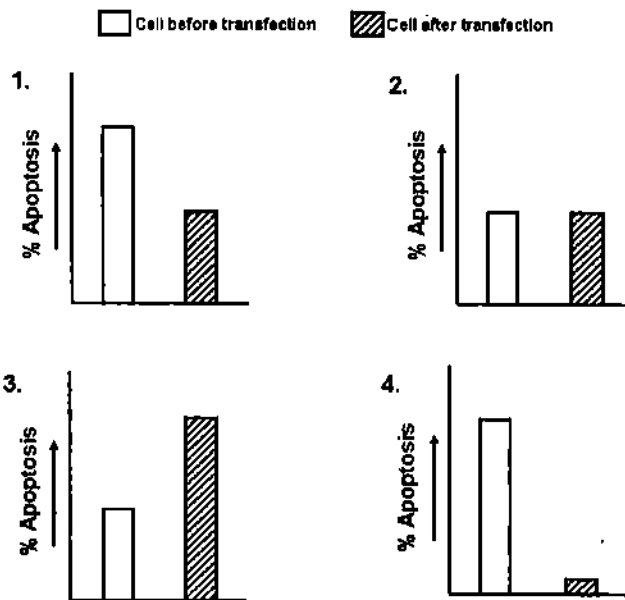 Cell before transfection Cell after transfection
1. 2.
% Apoptosis % Apoptosis
3. 4.
% Apoptosis % Apoptosis